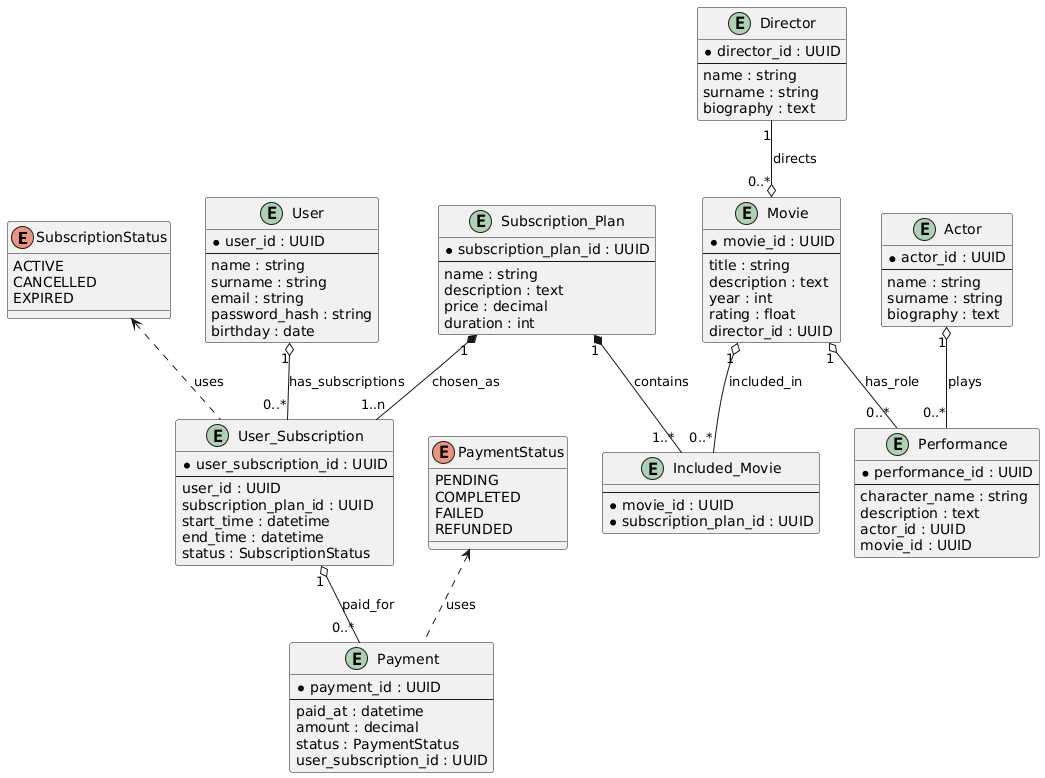 E Director
* director_id : UUID
name : string
surname : string
biography : text
1
directs
0..*
E SubscriptionStatus
ACTIVE
CANCELLED
EXPIRED
E User
* user_id : UUID
name : string
surname : string
email : string
password_hash : string
birthday : date
E Subscription_Plan
* subscription_plan_id : UUID
name : string
description : text
price : decimal
duration : int
E Movie
* movie_id : UUID
title : string
description : text
year : int
rating : float
director_id : UUID
E Actor
* actor_id : UUID
name : string
surname : string
biography : text
uses
1
has_subscriptions
0..*
1
chosen_as
1..n
1
contains
1..*
1
included_in
0..*
1
has_role
0..*
1
plays
0..*
E User_Subscription
* user_subscription_id : UUID
user_id : UUID
subscription_plan_id : UUID
start_time : datetime
end_time : datetime
status : SubscriptionStatus
E PaymentStatus
PENDING
COMPLETED
FAILED
REFUNDED
E Included_Movie
* movie_id : UUID
* subscription_plan_id : UUID
E Performance
* performance_id : UUID
character_name : string
description : text
actor_id : UUID
movie_id : UUID
1
paid_for
0..*
uses
E Payment
* payment_id : UUID
paid_at : datetime
amount : decimal
status : PaymentStatus
user_subscription_id : UUID